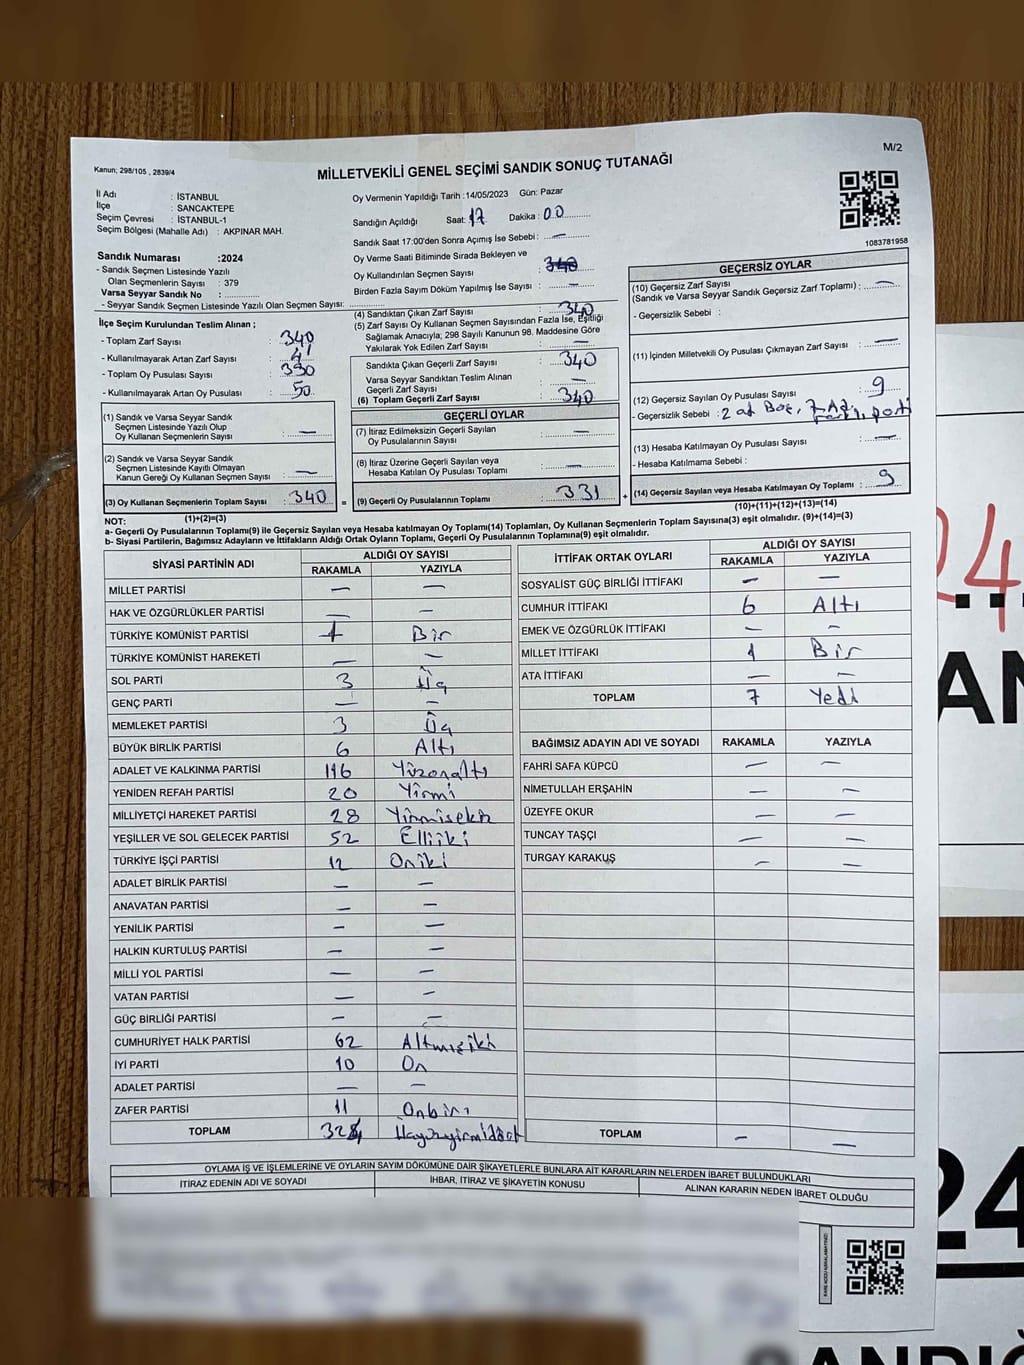 M/2
Kanun; 298/105 , 2839/4
MİLLETVEKİLİ GENEL SEÇİMİ SANDIK SONUÇ TUTANAĞI
İl Adı : İSTANBUL
İlçe : SANCAKTEPE
Seçim Çevresi : İSTANBUL-1
Seçim Bölgesi (Mahalle Adı) : AKPINAR MAH.
Sandık Numarası :2024
- Sandık Seçmen Listesinde Yazılı
Olan Seçmenlerin Sayısı : 379
Varsa Seyyar Sandık No :
- Seyyar Sandık Seçmen Listesinde Yazılı Olan Seçmen Sayısı:
Oy Vermenin Yapıldığı Tarih :14/05/2023 Gün: Pazar
Sandığın Açıldığı Saat: 17 Dakika : 00
Sandık Saat 17:00'den Sonra Açımış İse Sebebi : —
Oy Verme Saati Bitiminde Sırada Bekleyen ve
Oy Kullandırılan Seçmen Sayısı :
Birden Fazla Sayım Döküm Yapılmış İse Sayısı : —
1083781958
İlçe Seçim Kurulundan Teslim Alınan ;
- Toplam Zarf Sayısı : 340
- Kullanılmayarak Artan Zarf Sayısı :
- Toplam Oy Pusulası Sayısı :
- Kullanılmayarak Artan Oy Pusulası : 50
(1) Sandık ve Varsa Seyyar Sandık
Seçmen Listesinde Yazılı Olup
Oy Kullanan Seçmenlerin Sayısı : —
(2) Sandık ve Varsa Seyyar Sandık
Seçmen Listesinde Kayıtlı Olmayan
Kanun Gereği Oy Kullanan Seçmen Sayısı : —
(3) Oy Kullanan Seçmenlerin Toplam Sayısı : 340 =
(1)+(2)=(3)
(4) Sandıktan Çıkan Zarf Sayısı : 340
(5) Zarf Sayısı Oy Kullanan Seçmen Sayısından Fazla İse, Eşitliği
Sağlamak Amacıyla; 298 Sayılı Kanunun 98. Maddesine Göre
Yakılarak Yok Edilen Zarf Sayısı : —
Sandıkta Çıkan Geçerli Zarf Sayısı : 340
Varsa Seyyar Sandıktan Teslim Alınan
Geçerli Zarf Sayısı : —
(6) Toplam Geçerli Zarf Sayısı : 340
GEÇERLİ OYLAR
(7) İtiraz Edilmeksizin Geçerli Sayılan
Oy Pusulalarının Sayısı : —
(8) İtiraz Üzerine Geçerli Sayılan veya
Hesaba Katılan Oy Pusulası Toplamı : —
(9) Geçerli Oy Pusulalarının Toplamı : 331 +
GEÇERSİZ OYLAR
(10) Geçersiz Zarf Sayısı : —
(Sandık ve Varsa Seyyar Sandık Geçersiz Zarf Toplamı)
- Geçersizlik Sebebi :
(11) İçinden Milletvekili Oy Pusulası Çıkmayan Zarf Sayısı : —
(12) Geçersiz Sayılan Oy Pusulası Sayısı : 9
- Geçersizlik Sebebi : 2 ad Boş, 7 Ad.
(13) Hesaba Katılmayan Oy Pusulası Sayısı : —
- Hesaba Katılmama Sebebi :
(14) Geçersiz Sayılan veya Hesaba Katılmayan Oy Toplamı : 9
(10)+(11)+(12)+(13)=(14)
NOT:
a- Geçerli Oy Pusulalarının Toplamı(9) ile Geçersiz Sayılan veya Hesaba katılmayan Oy Toplamı(14) Toplamları, Oy Kullanan Seçmenlerin Toplam Sayısına(3) eşit olmalıdır. (9)+(14)=(3)
b- Siyasi Partilerin, Bağımsız Adayların ve İttifakların Aldığı Ortak Oyların Toplamı, Geçerli Oy Pusulalarının Toplamına(9) eşit olmalıdır.
SİYASİ PARTİNİN ADI ALDIĞI OY SAYISI
RAKAMLA YAZIYLA
MİLLET PARTİSİ — —
HAK VE ÖZGÜRLÜKLER PARTİSİ — —
TÜRKİYE KOMÜNİST PARTİSİ 1 Bir
TÜRKİYE KOMÜNİST HAREKETİ — —
SOL PARTİ 3 Üç
GENÇ PARTİ — —
MEMLEKET PARTİSİ 3 Üç
BÜYÜK BİRLİK PARTİSİ 6 Altı
ADALET VE KALKINMA PARTİSİ 116 Yüzonaltı
YENİDEN REFAH PARTİSİ 20 Yirmi
MİLLİYETÇİ HAREKET PARTİSİ 28 Yirmisekiz
YEŞİLLER VE SOL GELECEK PARTİSİ 52 Elliiki
TÜRKİYE İŞÇİ PARTİSİ 12 Oniki
ADALET BİRLİK PARTİSİ — —
ANAVATAN PARTİSİ — —
YENİLİK PARTİSİ — —
HALKIN KURTULUŞ PARTİSİ — —
MİLLİ YOL PARTİSİ — —
VATAN PARTİSİ — —
GÜÇ BİRLİĞİ PARTİSİ — —
CUMHURİYET HALK PARTİSİ 62 Altmışiki
İYİ PARTİ 10 On
ADALET PARTİSİ — —
ZAFER PARTİSİ 11 Onbir
TOPLAM 324
İTTİFAK ORTAK OYLARI ALDIĞI OY SAYISI
RAKAMLA YAZIYLA
SOSYALİST GÜÇ BİRLİĞİ İTTİFAKI — —
CUMHUR İTTİFAKI 6 Altı
EMEK VE ÖZGÜRLÜK İTTİFAKI — —
MİLLET İTTİFAKI 1 Bir
ATA İTTİFAKI — —
TOPLAM 7 Yedi
BAĞIMSIZ ADAYIN ADI VE SOYADI RAKAMLA YAZIYLA
FAHRİ SAFA KÜPCÜ — —
NİMETULLAH ERŞAHİN — —
ÜZEYFE OKUR — —
TUNCAY TAŞÇI — —
TURGAY KARAKUŞ — —
TOPLAM — —
OYLAMA İŞ VE İŞLEMLERİNE VE OYLARIN SAYIM DÖKÜMÜNE DAİR ŞİKAYETLERLE BUNLARA AİT KARARLARIN NELERDEN İBARET BULUNDUKLARI
İTİRAZ EDENİN ADI VE SOYADI İHBAR, İTİRAZ VE ŞİKAYETİN KONUSU ALINAN KARARIN NEDEN İBARET OLDUĞU
24
AN
24